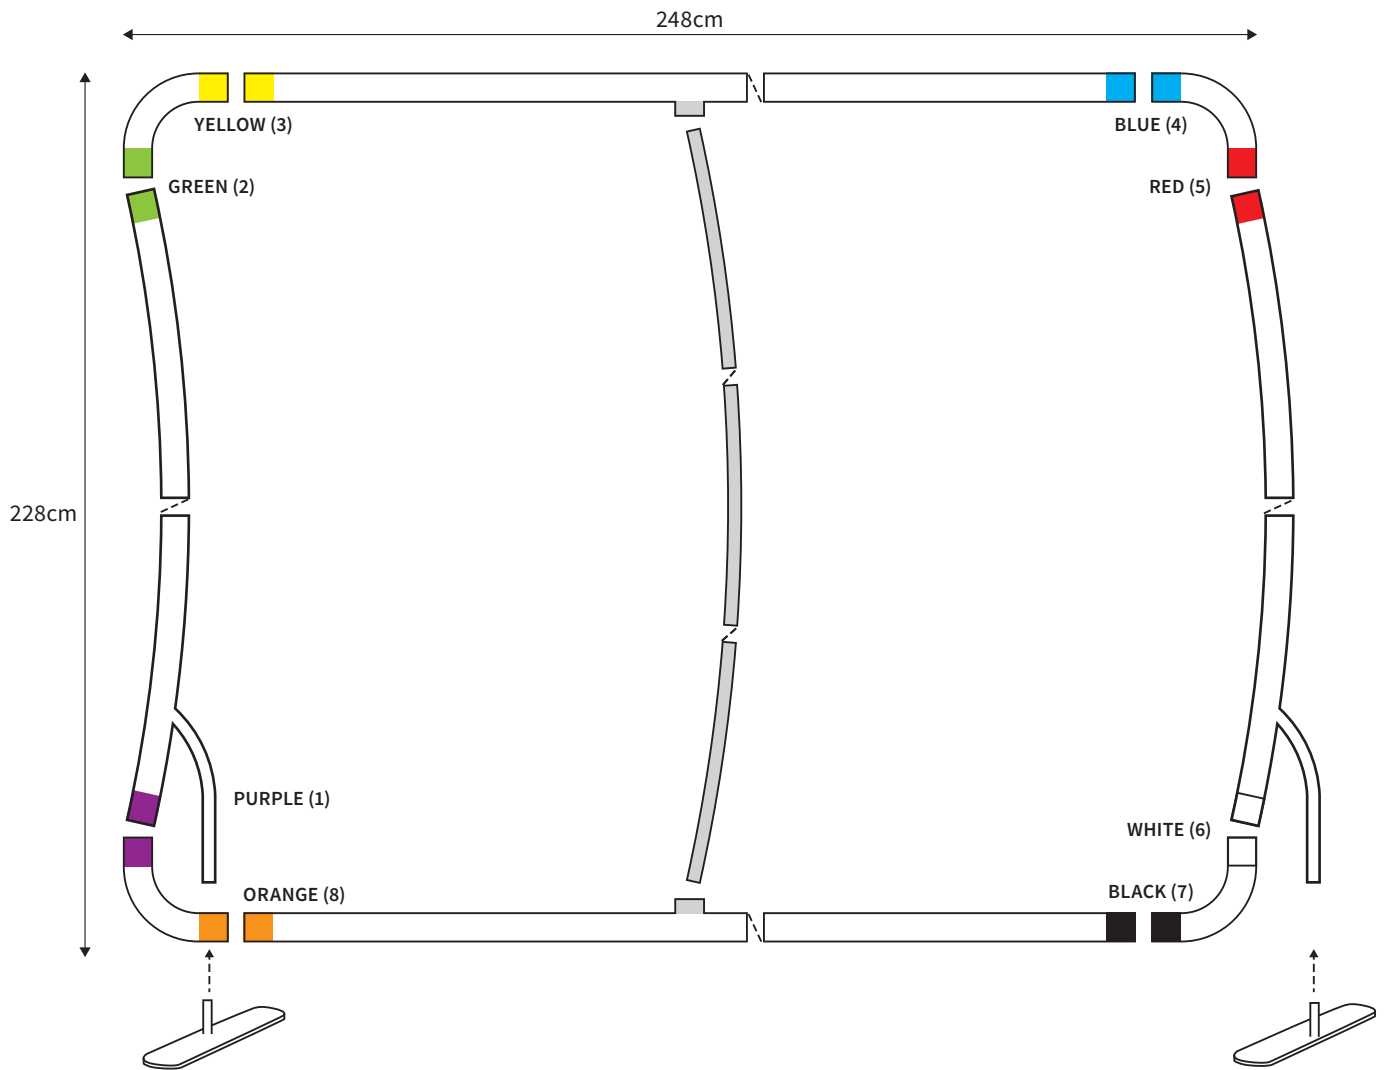 248cm
YELLOW (3)
BLUE (4)
GREEN (2)
RED (5)
228cm
PURPLE (1)
WHITE (6)
ORANGE (8)
BLACK (7)